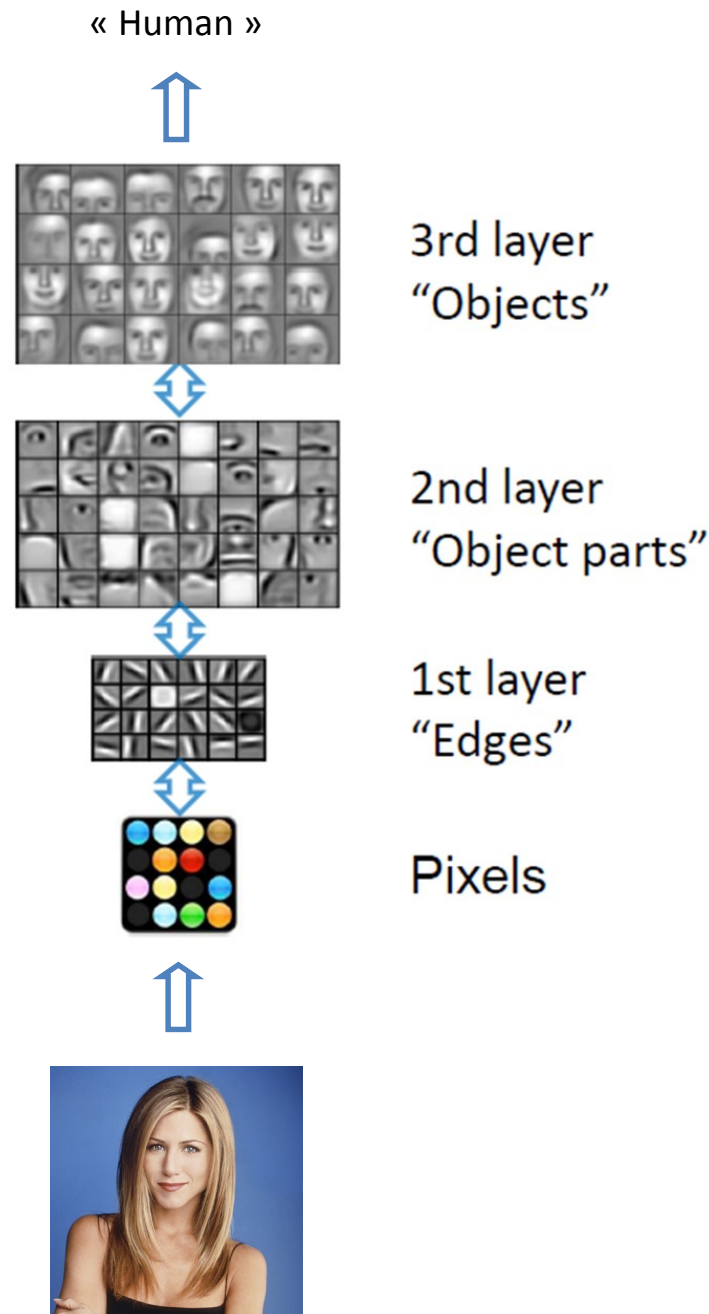 « Human »
3rd layer
“Objects”
2nd layer
“Object parts”
1st layer
“Edges”
Pixels